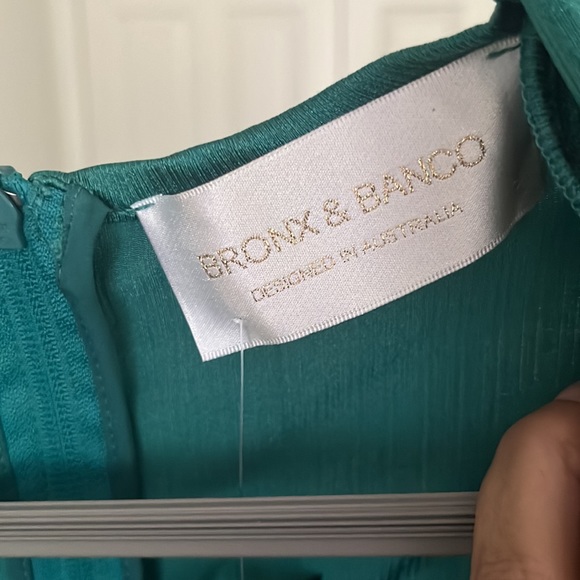 BRONX & BANCO
DESIGNED IN AUSTRALIA